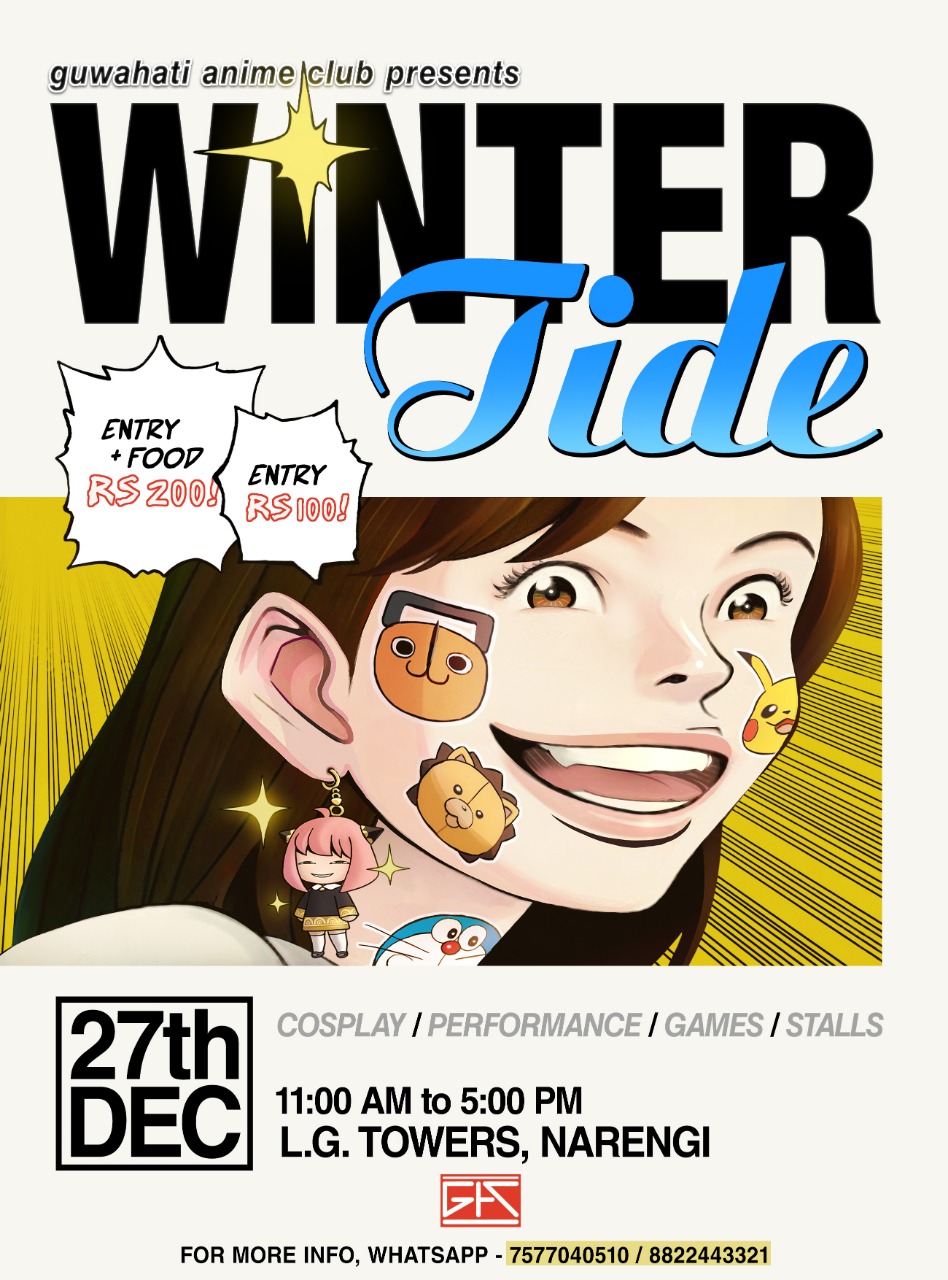 guwahati anime club presents
WINTER
Tide
ENTRY
+ FOOD
RS 200!
ENTRY
RS 100!
27th
DEC
COSPLAY / PERFORMANCE / GAMES / STALLS
11:00 AM to 5:00 PM
L.G. TOWERS, NARENGI
FOR MORE INFO, WHATSAPP - 7577040510 / 8822443321